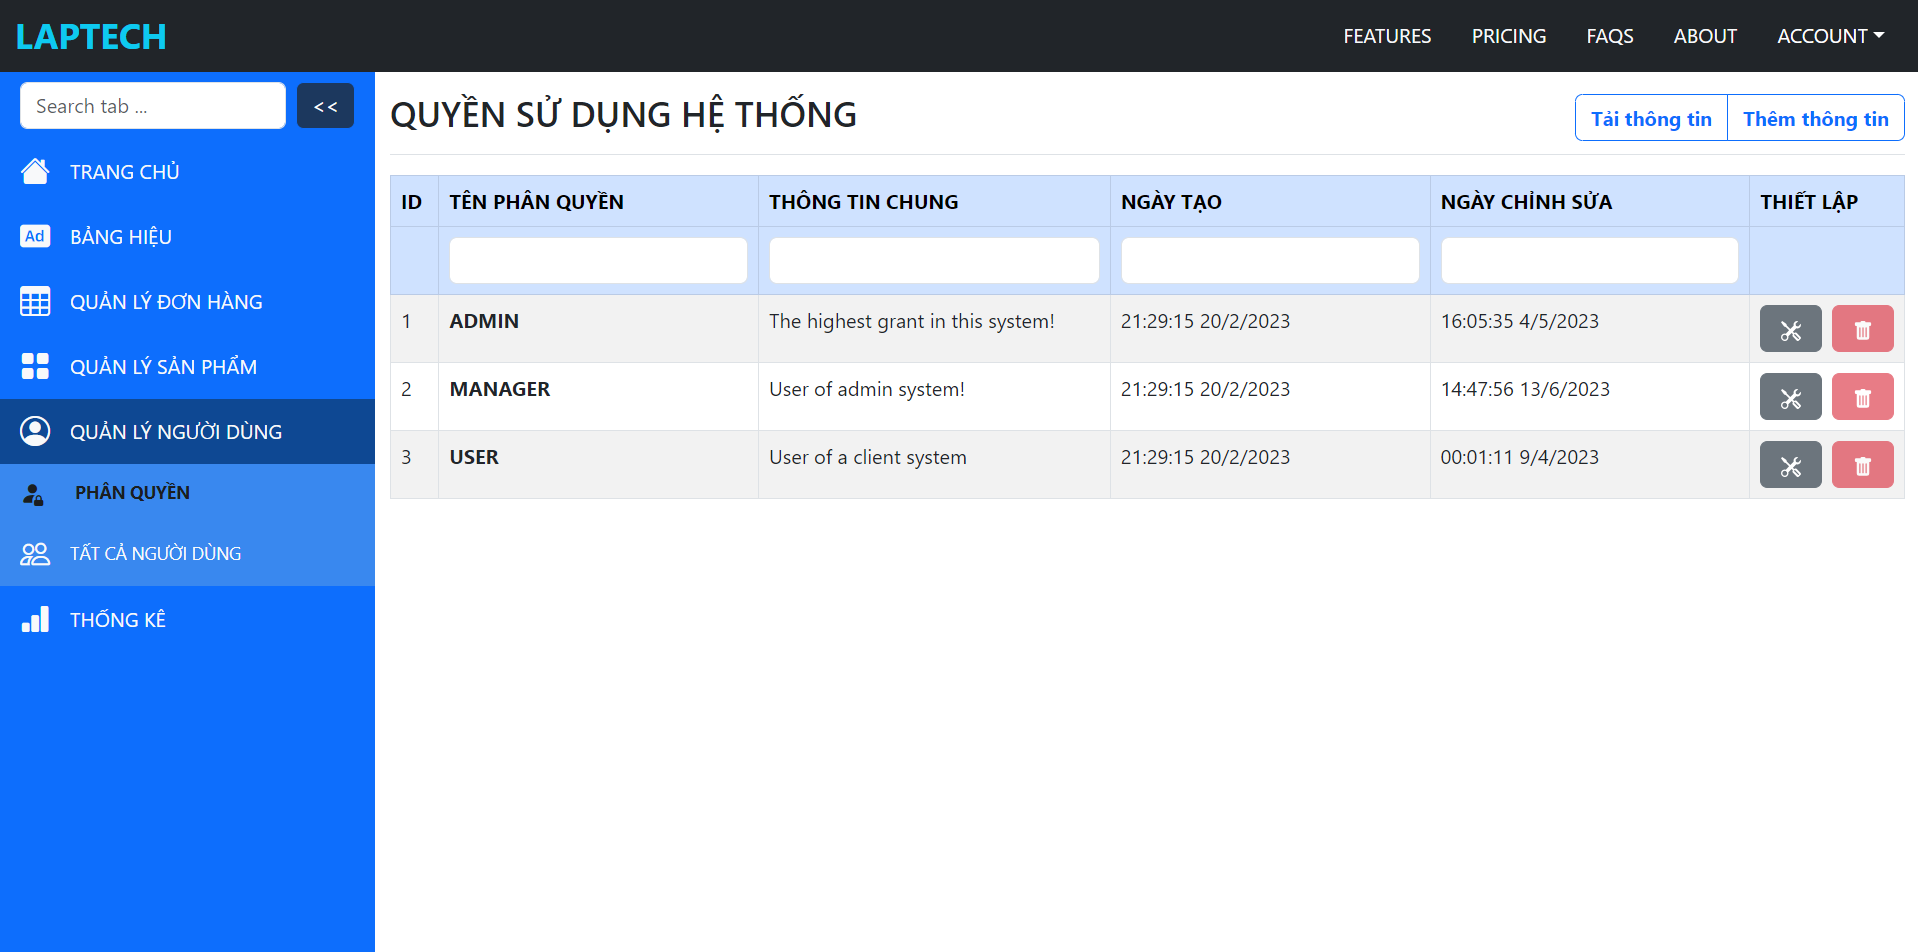 LAPTECH
FEATURES PRICING FAQS ABOUT ACCOUNT
Search tab ... <<
TRANG CHỦ
Ad BẢNG HIỆU
QUẢN LÝ ĐƠN HÀNG
QUẢN LÝ SẢN PHẨM
QUẢN LÝ NGƯỜI DÙNG
PHÂN QUYỀN
TẤT CẢ NGƯỜI DÙNG
THỐNG KÊ
QUYỀN SỬ DỤNG HỆ THỐNG
Tải thông tin Thêm thông tin
ID TÊN PHÂN QUYỀN THÔNG TIN CHUNG NGÀY TẠO NGÀY CHỈNH SỬA THIẾT LẬP
1 ADMIN The highest grant in this system! 21:29:15 20/2/2023 16:05:35 4/5/2023
2 MANAGER User of admin system! 21:29:15 20/2/2023 14:47:56 13/6/2023
3 USER User of a client system 21:29:15 20/2/2023 00:01:11 9/4/2023